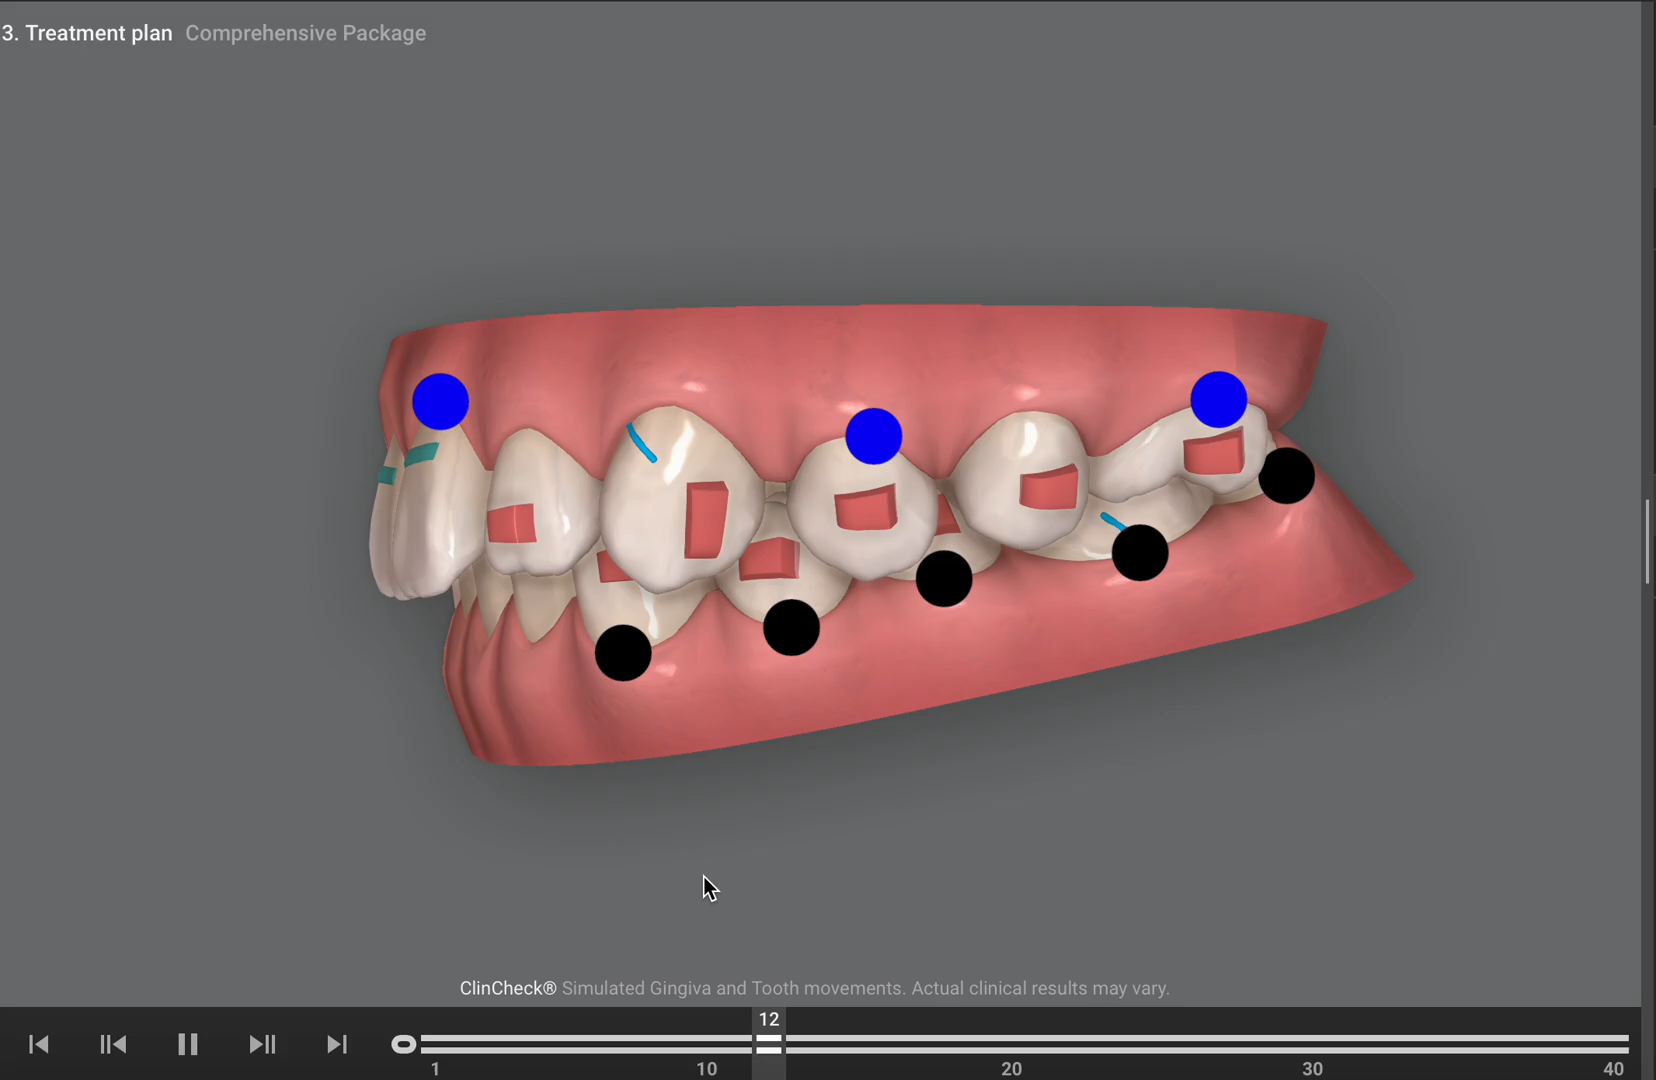 3. Treatment plan Comprehensive Package
ClinCheck® Simulated Gingiva and Tooth movements. Actual clinical results may vary.
12
1 10 20 30 40